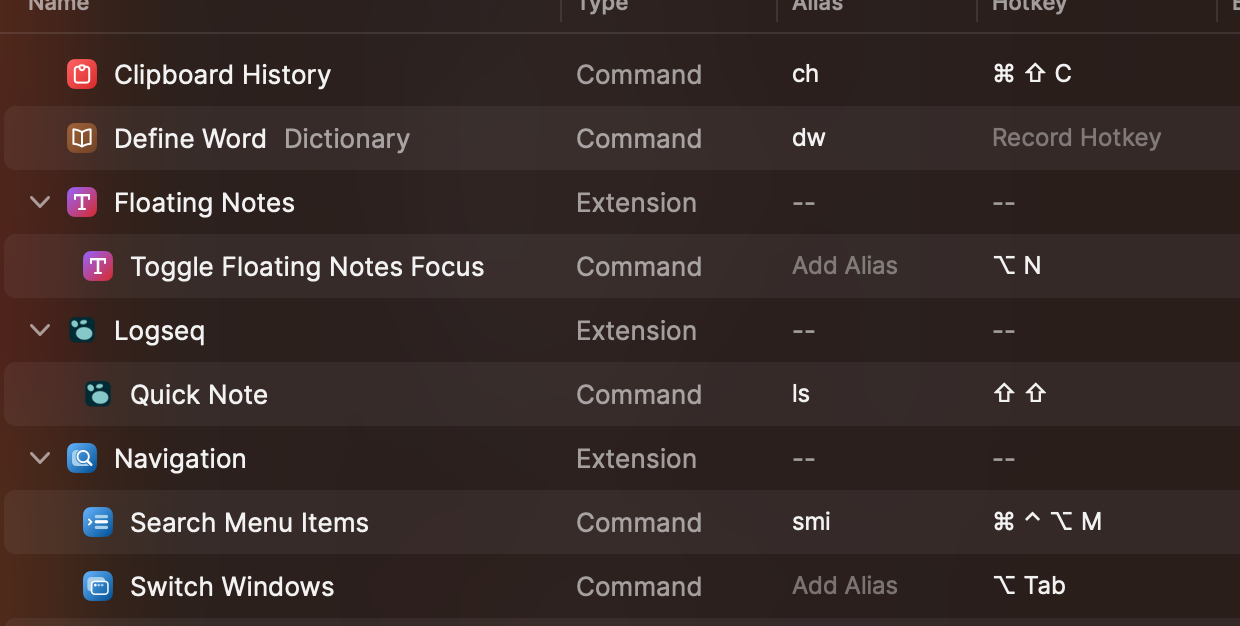 Name Type Alias Hotkey
Clipboard History Command ch ⌘ ⇧ C
Define Word Dictionary Command dw Record Hotkey
Floating Notes Extension -- --
Toggle Floating Notes Focus Command Add Alias ⌥ N
Logseq Extension -- --
Quick Note Command ls ⇧ ⇧
Navigation Extension -- --
Search Menu Items Command smi ⌘ ^ ⌥ M
Switch Windows Command Add Alias ⌥ Tab